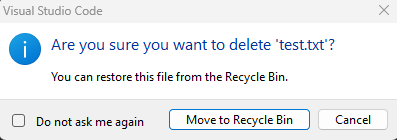 Visual Studio Code
Are you sure you want to delete 'test.txt'?
You can restore this file from the Recycle Bin.
Do not ask me again
Move to Recycle Bin
Cancel